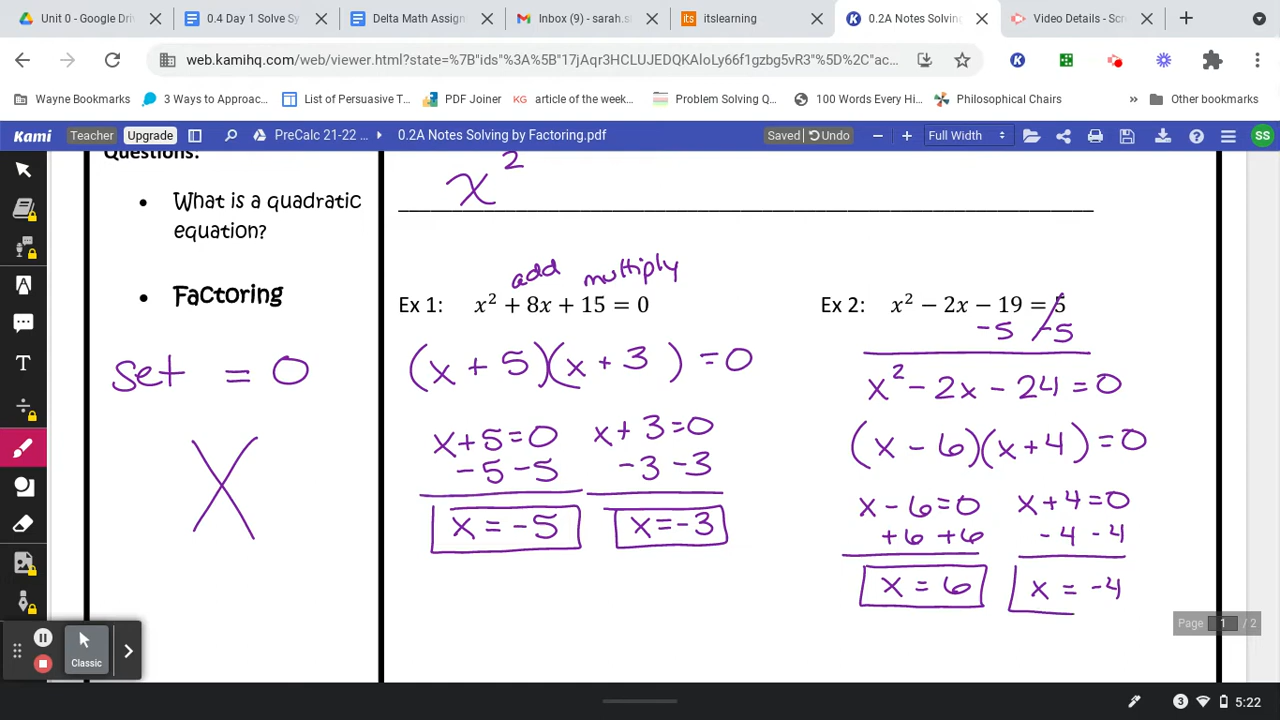 Unit 0 - Google Dri
0.4 Day 1 Solve Sy
Delta Math Assign
Inbox (9) - sarah.s
itslearning
0.2A Notes Solving
Video Details - Scr
web.kamihq.com/web/viewer.html?state=%7B"ids"%3A%5B"17jAqr3HCLUJEDQKAloLy66f1gzbg5vR3"%5D%2C"ac...
Wayne Bookmarks
3 Ways to Approac...
List of Persuasive T...
PDF Joiner
KG article of the week...
Problem Solving Q...
100 Words Every Hi...
Philosophical Chairs
»
Other bookmarks
Kami Teacher Upgrade PreCalc 21-22 ... 0.2A Notes Solving by Factoring.pdf Saved Undo Full Width SS
Questions:
• What is a quadratic
equation?
• Factoring
set = 0
X
x²
add multiply
Ex 1: x² + 8x + 15 = 0
(x + 5)(x + 3) = 0
x+5=0 x+3=0
-5 -5 -3 -3
x = -5 x=-3
Ex 2: x² − 2x − 19 = 5
-5 -5
x² - 2x - 24 = 0
(x - 6)(x + 4) = 0
x - 6 = 0 x + 4 = 0
+6 +6 -4 -4
x = 6 x = -4
Page 1 / 2
Classic
3 5:22